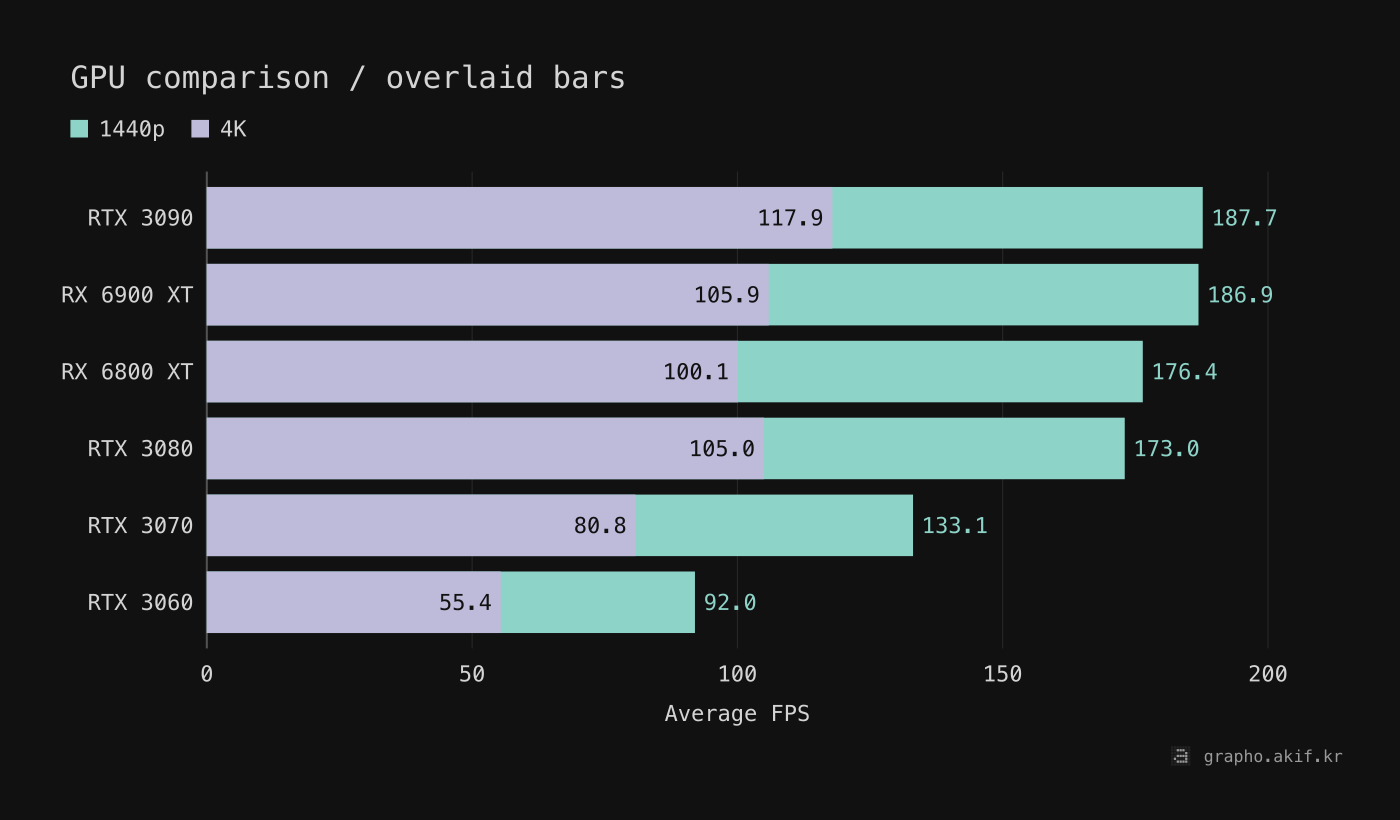 GPU comparison / overlaid bars
1440p 4K
RTX 3090 117.9 187.7
RX 6900 XT 105.9 186.9
RX 6800 XT 100.1 176.4
RTX 3080 105.0 173.0
RTX 3070 80.8 133.1
RTX 3060 55.4 92.0
0 50 100 150 200
Average FPS
grapho.akif.kr